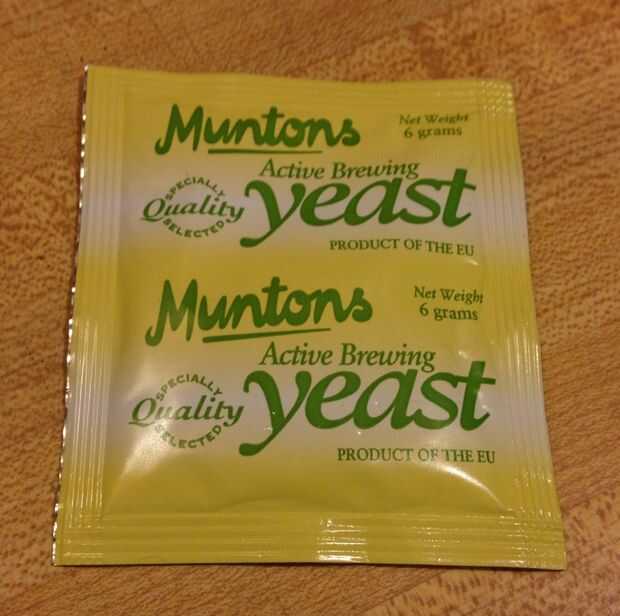 Muntons
Net Weight
6 grams
Active Brewing
yeast
SPECIALLY
Quality
SELECTED
PRODUCT OF THE EU
Muntons
Net Weight
6 grams
Active Brewing
yeast
SPECIALLY
Quality
SELECTED
PRODUCT OF THE EU